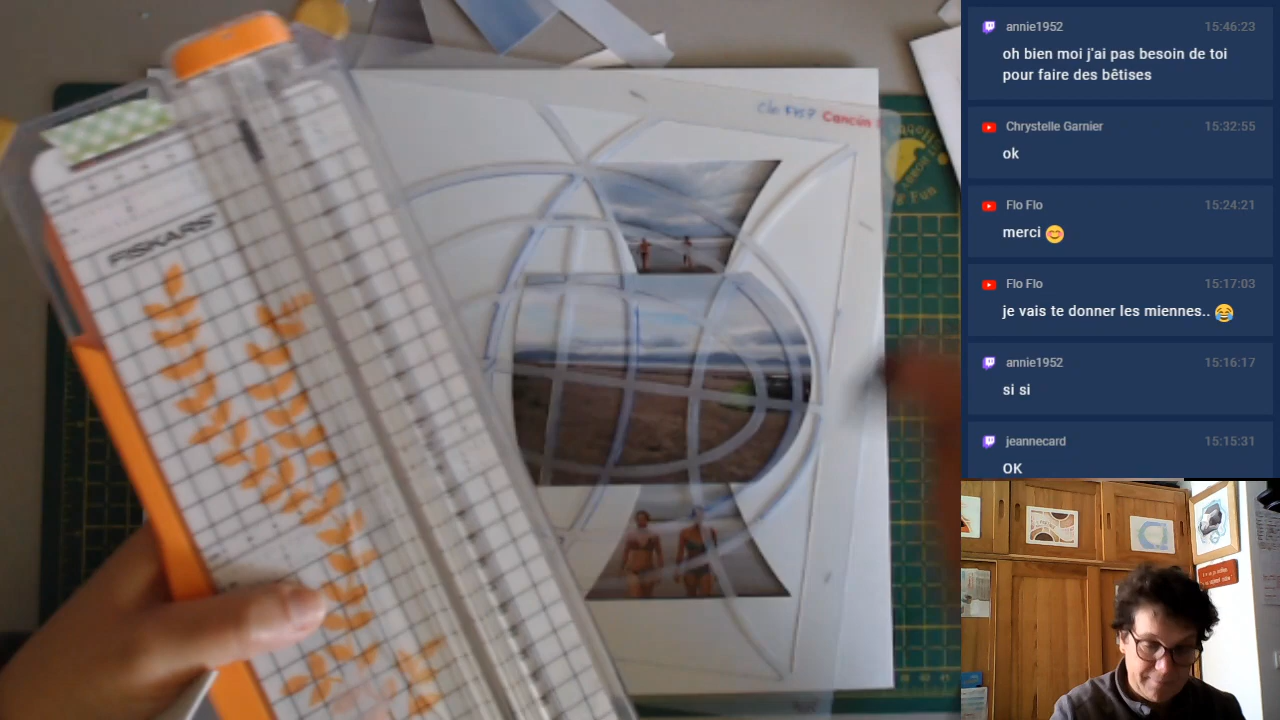 FISKARS
Cancún
annie1952 15:46:23
oh bien moi j'ai pas besoin de toi
pour faire des bêtises
Chrystelle Garnier 15:32:55
ok
Flo Flo 15:24:21
merci 😊
Flo Flo 15:17:03
je vais te donner les miennes.. 😂
annie1952 15:16:17
si si
jeannecard 15:15:31
OK